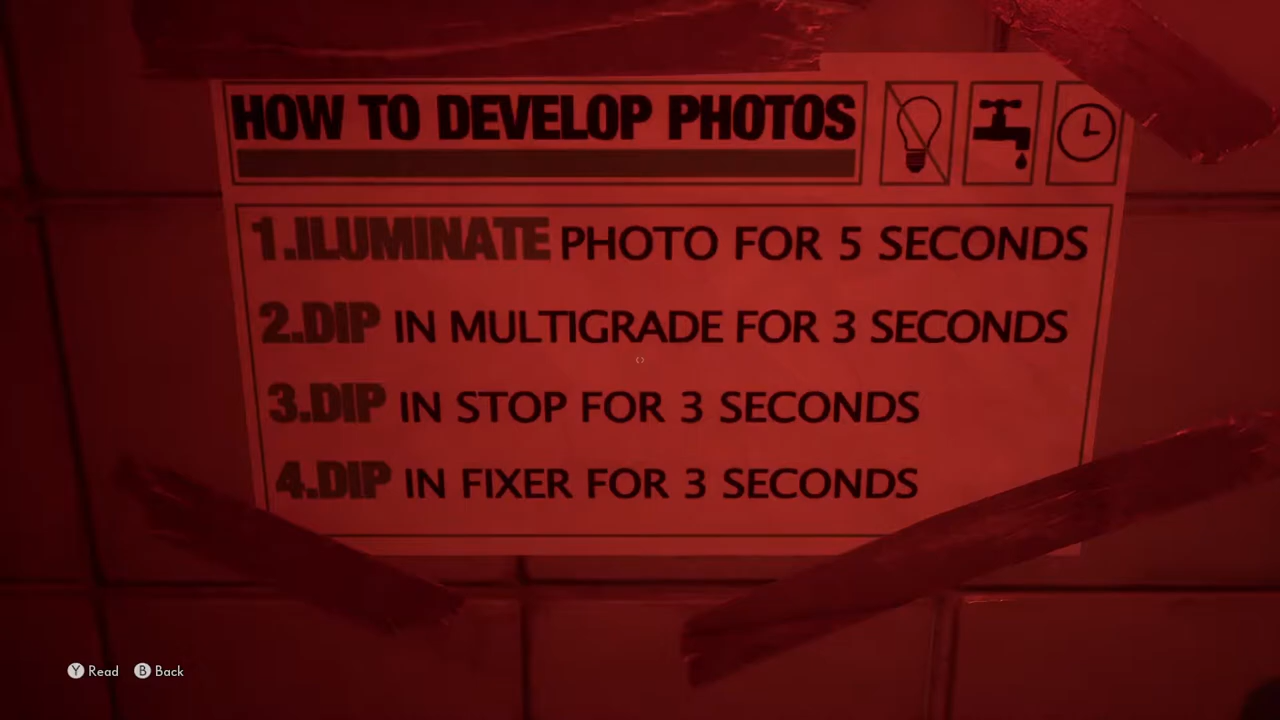 HOW TO DEVELOP PHOTOS
1.ILUMINATE PHOTO FOR 5 SECONDS
2.DIP IN MULTIGRADE FOR 3 SECONDS
3.DIP IN STOP FOR 3 SECONDS
4.DIP IN FIXER FOR 3 SECONDS
Y Read B Back